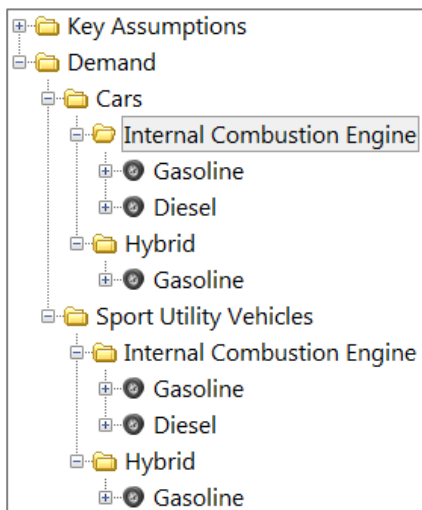 Key Assumptions
Demand
Cars
Internal Combustion Engine
Gasoline
Diesel
Hybrid
Gasoline
Sport Utility Vehicles
Internal Combustion Engine
Gasoline
Diesel
Hybrid
Gasoline